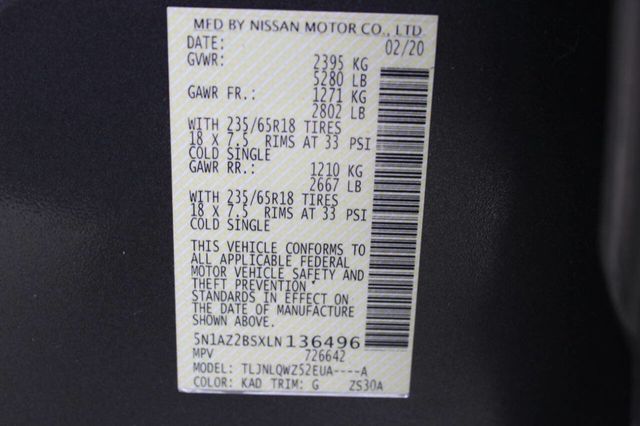 MFD BY NISSAN MOTOR CO., LTD
DATE: 02/20
GVWR: 2395 KG
5280 LB
GAWR FR.: 1271 KG
2802 LB
WITH 235/65R18 TIRES
18 X 7.5 RIMS AT 33 PSI
COLD SINGLE
GAWR RR.: 1210 KG
2667 LB
WITH 235/65R18 TIRES
18 X 7.5 RIMS AT 33 PSI
COLD SINGLE
THIS VEHICLE CONFORMS TO
ALL APPLICABLE FEDERAL
MOTOR VEHICLE SAFETY AND
THEFT PREVENTION
STANDARDS IN EFFECT ON
THE DATE OF MANUFACTURE
SHOWN ABOVE.
5N1AZ2BSXLN136496
MPV 726642
MODEL: TLJNLQWZ52EUA----A
COLOR: KAD TRIM: G ZS30A